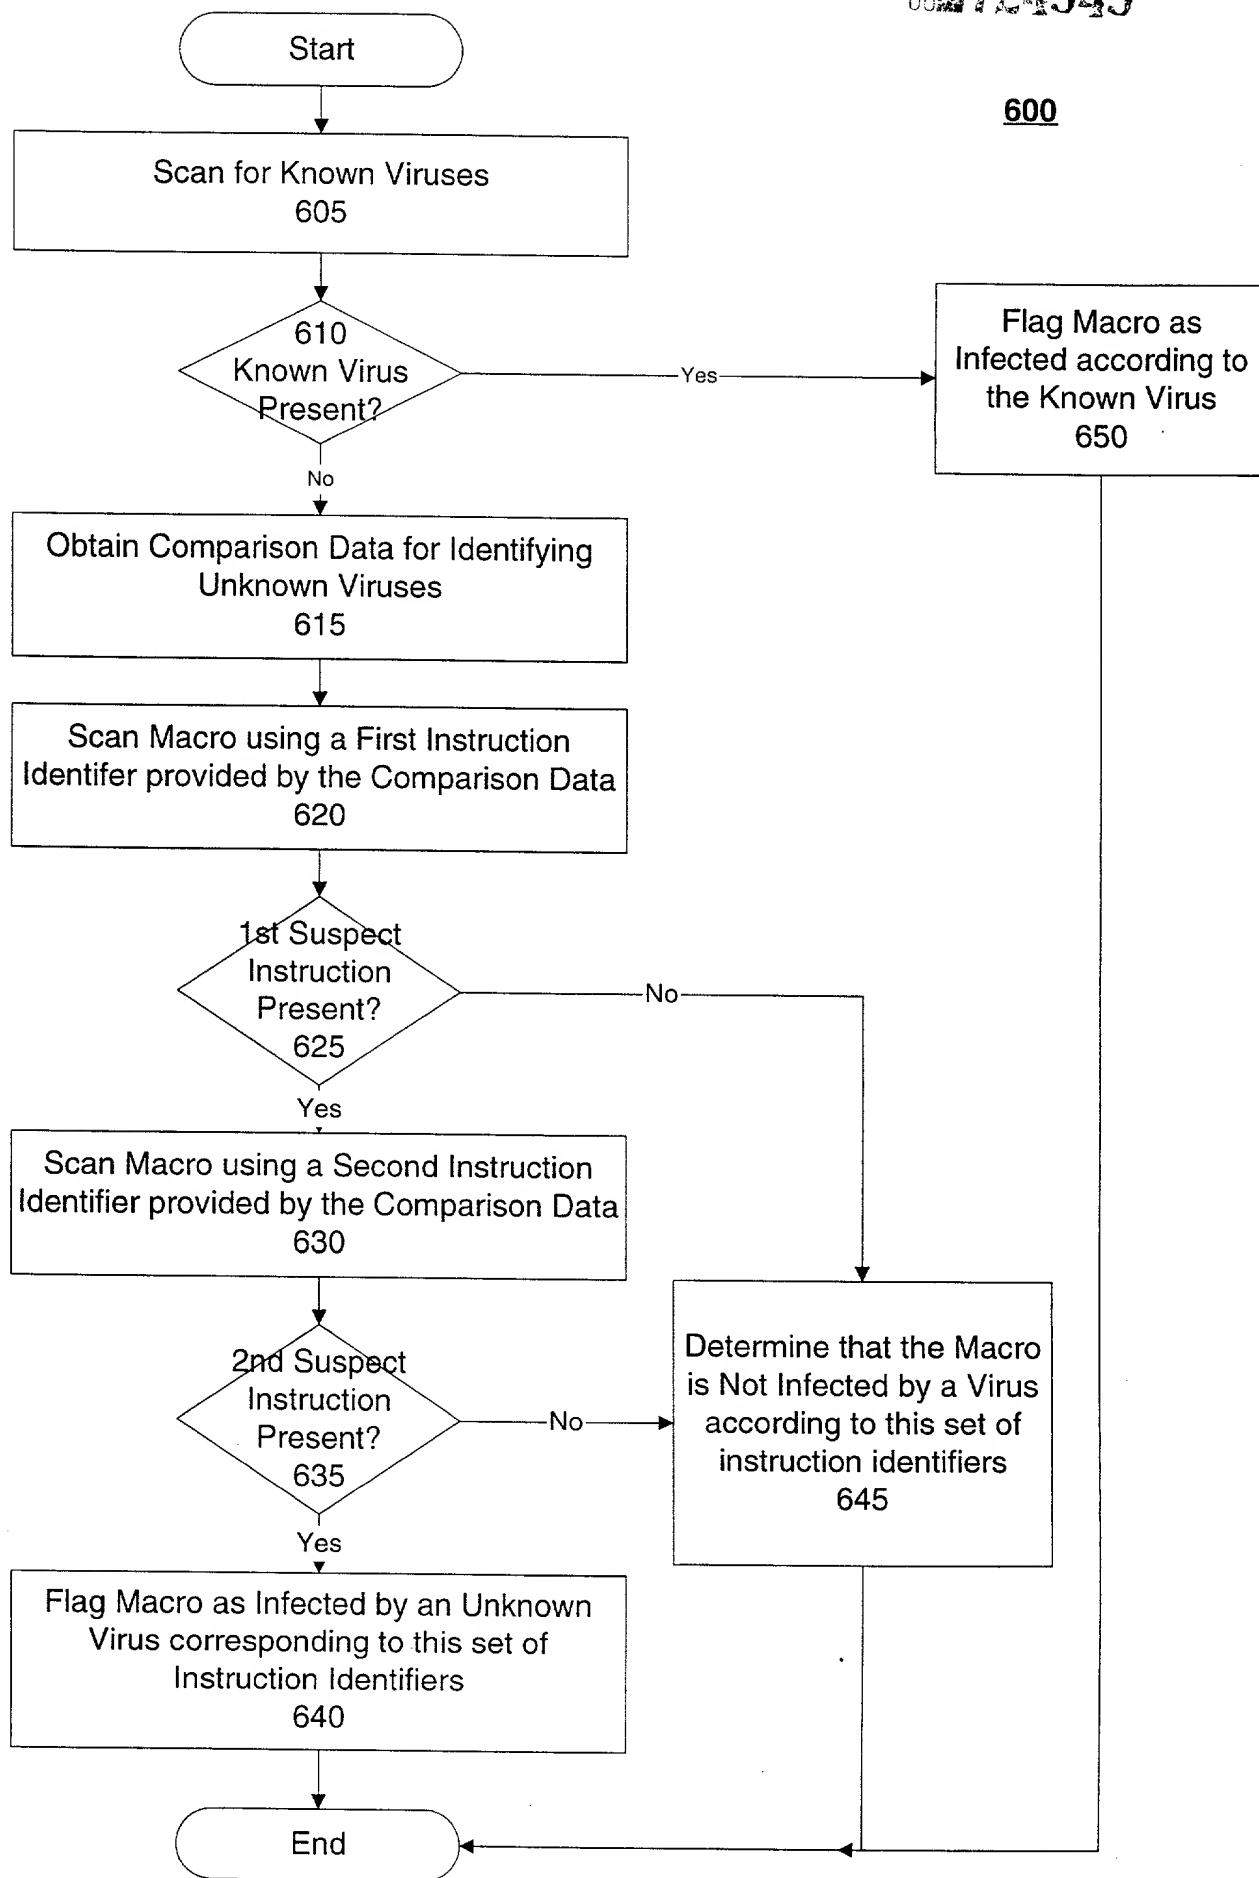 600
Start
Scan for Known Viruses
605
610
Known Virus
Present?
Yes
Flag Macro as
Infected according to
the Known Virus
650
No
Obtain Comparison Data for Identifying
Unknown Viruses
615
Scan Macro using a First Instruction
Identifer provided by the Comparison Data
620
1st Suspect
Instruction
Present?
625
No
Yes
Scan Macro using a Second Instruction
Identifier provided by the Comparison Data
630
2nd Suspect
Instruction
Present?
635
No
Determine that the Macro
is Not Infected by a Virus
according to this set of
instruction identifiers
645
Yes
Flag Macro as Infected by an Unknown
Virus corresponding to this set of
Instruction Identifiers
640
End